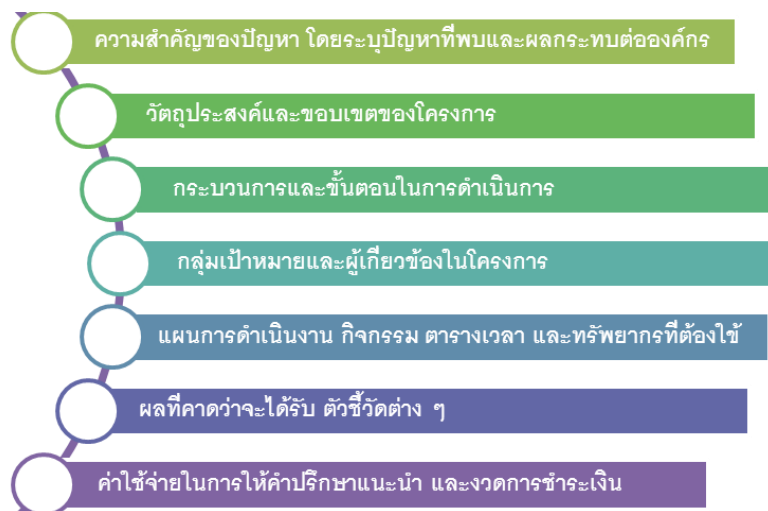 ความสำคัญของปัญหา โดยระบุปัญหาที่พบและผลกระทบต่อองค์กร
วัตถุประสงค์และขอบเขตของโครงการ
กระบวนการและขั้นตอนในการดำเนินการ
กลุ่มเป้าหมายและผู้เกี่ยวข้องในโครงการ
แผนการดำเนินงาน กิจกรรม ตารางเวลา และทรัพยากรที่ต้องใช้
ผลที่คาดว่าจะได้รับ ตัวชี้วัดต่าง ๆ
ค่าใช้จ่ายในการให้คำปรึกษาแนะนำ และงวดการชำระเงิน